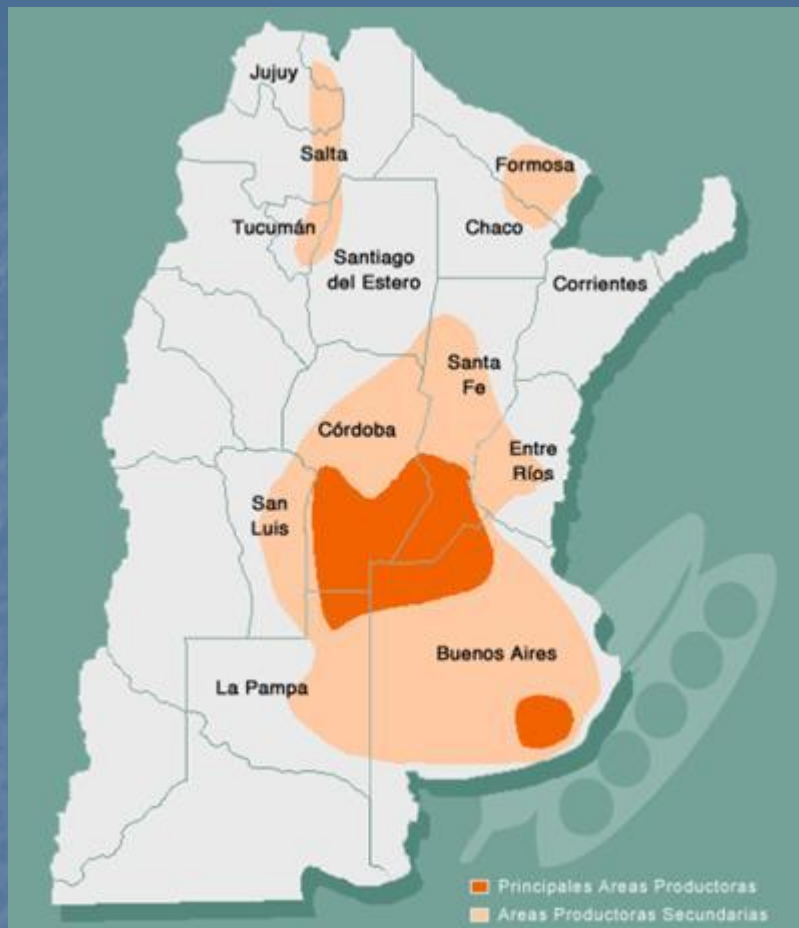 Jujuy
Salta
Formosa
Tucumán
Chaco
Santiago
del Estero
Corrientes
Santa
Fe
Córdoba
Entre
Ríos
San
Luis
Buenos Aires
La Pampa
Principales Areas Productoras
Areas Productoras Secundarias